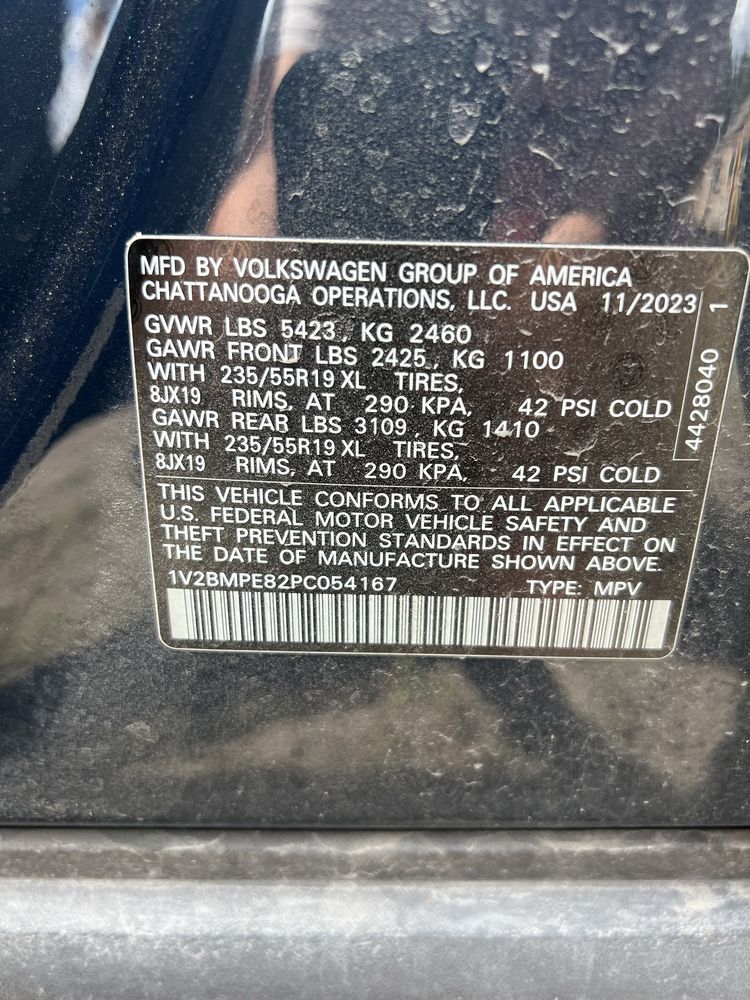 MFD BY VOLKSWAGEN GROUP OF AMERICA
CHATTANOOGA OPERATIONS, LLC. USA 11/2023
GVWR LBS 5423, KG 2460
GAWR FRONT LBS 2425, KG 1100
WITH 235/55R19 XL TIRES,
8JX19 RIMS, AT 290 KPA, 42 PSI COLD
GAWR REAR LBS 3109, KG 1410
WITH 235/55R19 XL TIRES,
8JX19 RIMS, AT 290 KPA, 42 PSI COLD
4428040 1
THIS VEHICLE CONFORMS TO ALL APPLICABLE
U.S. FEDERAL MOTOR VEHICLE SAFETY AND
THEFT PREVENTION STANDARDS IN EFFECT ON
THE DATE OF MANUFACTURE SHOWN ABOVE.
1V2BMPE82PC054167 TYPE: MPV